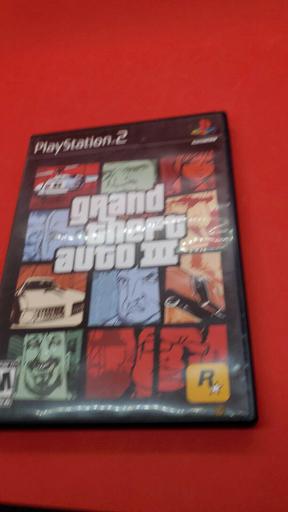 PlayStation 2
grand
theft
auto III
M
R